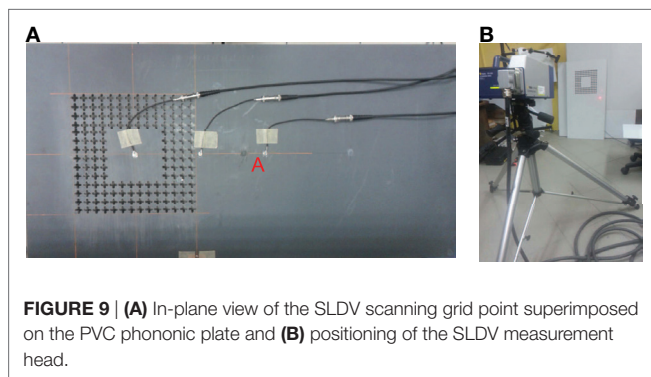 A
B
A
FIGURE 9 | (A) In-plane view of the SLDV scanning grid point superimposed
on the PVC phononic plate and (B) positioning of the SLDV measurement
head.